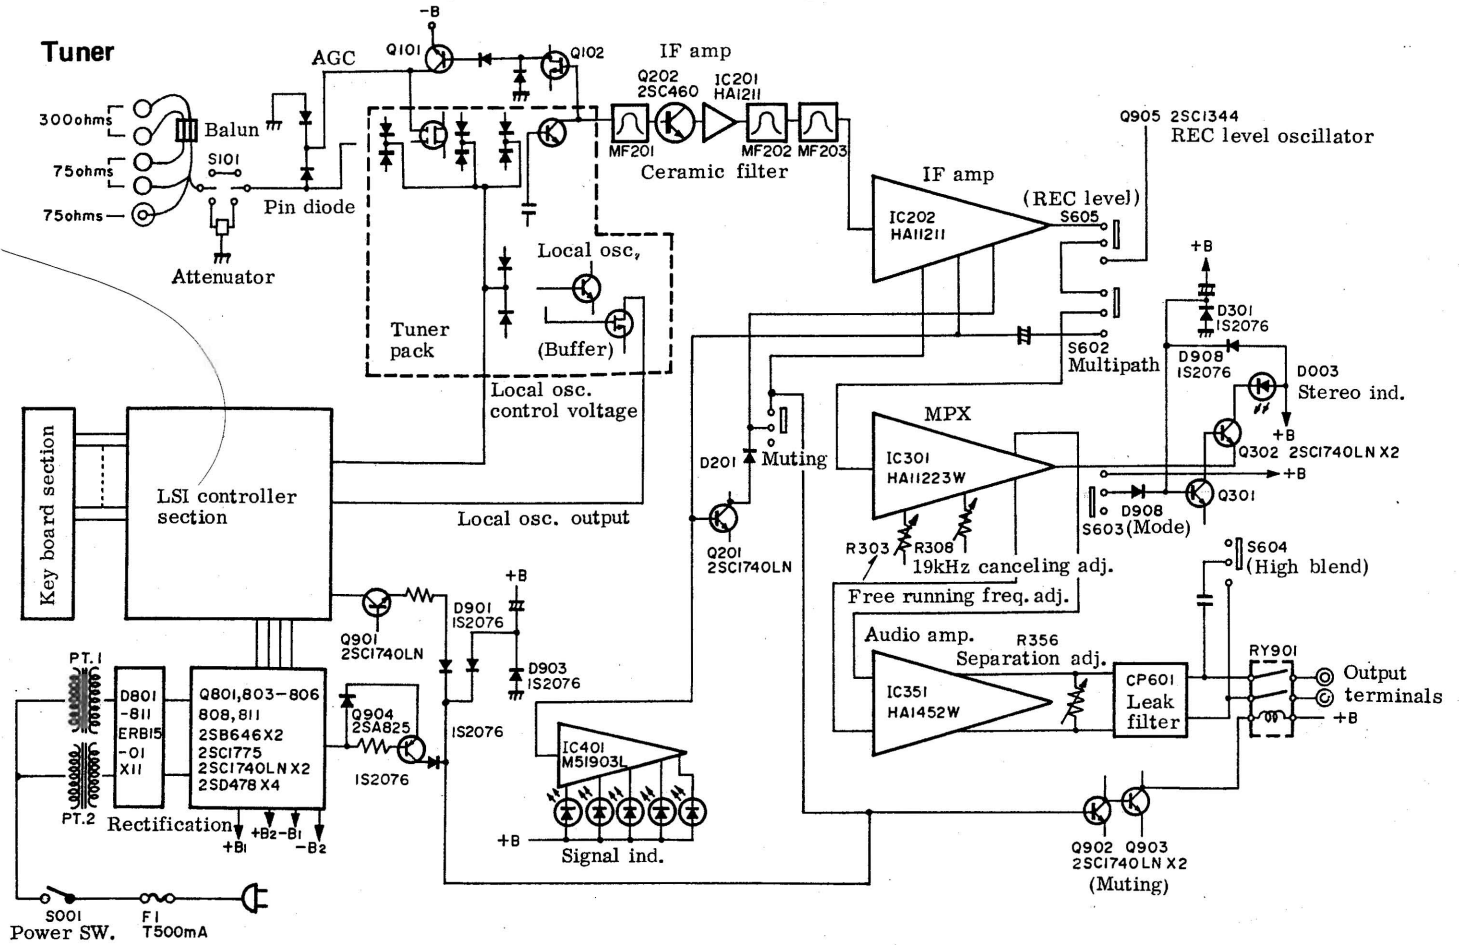 Tuner
-B
Q101
AGC
Q102
IF amp
Q202
2SC460
IC201
HA1211
MF201
MF202
MF203
Ceramic filter
300ohms
75ohms
75ohms
Balun
S101
Pin diode
Attenuator
Q905 2SC1344
REC level oscillator
IF amp
(REC level)
S605
IC202
HA11211
Local osc,
(Buffer)
Tuner
pack
Local osc.
control voltage
S602
Multipath
+B
D301
1S2076
D908
1S2076
D003
Stereo ind.
+B
Q302 2SC1740LN X2
MPX
IC301
HA11223W
D201
Muting
Q201
2SC1740LN
+B
Q301
S603
D908
(Mode)
R303
R308
19kHz canceling adj.
Free running freq. adj.
S604
(High blend)
Key board section
LSI controller
section
Local osc. output
Q901
2SC1740LN
+B
D901
1S2076
D903
1S2076
1S2076
PT.1
PT.2
D801
-811
ERB15
-01
X11
Q801,803-806
808,811
2SB646X2
2SC1775
2SC1740LN X2
2SD478 X4
Rectification
+B1
+B2
-B1
-B2
Q904
2SA825
1S2076
Audio amp.
IC351
HA1452W
R356
Separation adj.
CP601
Leak
filter
RY901
Output
terminals
+B
IC401
M51903L
+B
Signal ind.
Q902
Q903
2SC1740LN X2
(Muting)
S001
Power SW.
F1
T500mA